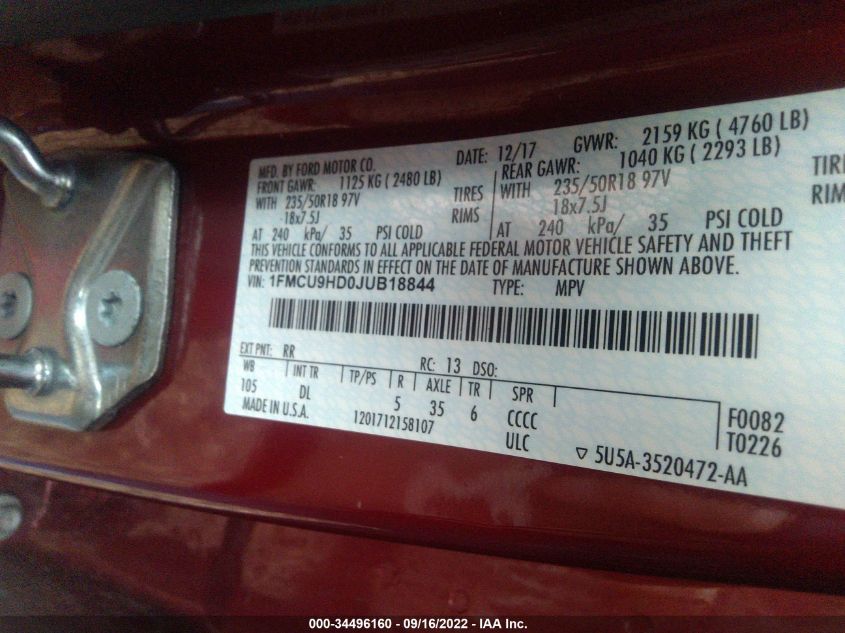 MFD. BY FORD MOTOR CO.
DATE: 12/17 GVWR: 2159 KG ( 4760 LB)
FRONT GAWR: 1125 KG ( 2480 LB)
REAR GAWR: 1040 KG ( 2293 LB)
WITH 235/50R18 97V TIRES
WITH 235/50R18 97V TIRES
18x7.5J RIMS
18x7.5J RIMS
AT 240 kPa/ 35 PSI COLD
AT 240 kPa/ 35 PSI COLD
THIS VEHICLE CONFORMS TO ALL APPLICABLE FEDERAL MOTOR VEHICLE SAFETY AND THEFT
PREVENTION STANDARDS IN EFFECT ON THE DATE OF MANUFACTURE SHOWN ABOVE.
VIN: 1FMCU9HD0JUB18844 TYPE: MPV
EXT PNT: RR RC: 13 DSO:
WB INT TR TP/PS R AXLE TR SPR
105 DL 5 35 6 CCCC
F0082
MADE IN U.S.A. 1201712158107 ULC
T0226
▽ 5U5A-3520472-AA
000-34496160 - 09/16/2022 - IAA Inc.